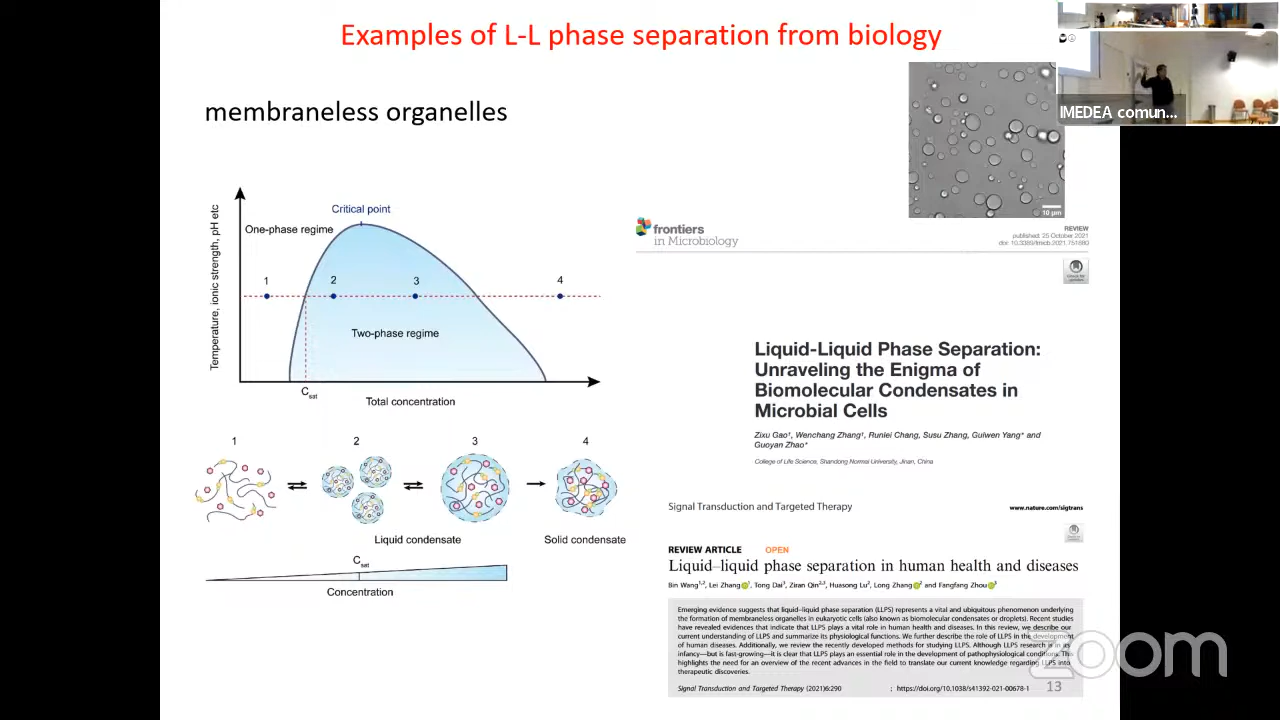 Examples of L-L phase separation from biology
membraneless organelles
IMEDEA comun...
10 µm
Critical point
One-phase regime
1
2
3
4
Two-phase regime
Temperature, ionic strength, pH etc
Csat
Total concentration
1
2
3
4
Liquid condensate
Solid condensate
Csat
Concentration
frontiers
in Microbiology
REVIEW
published: 25 October 2021
doi: 10.3389/fmicb.2021.751880
Liquid-Liquid Phase Separation:
Unraveling the Enigma of
Biomolecular Condensates in
Microbial Cells
Zixu Gao†, Wenchang Zhang†, Runlei Chang, Susu Zhang, Guiwen Yang* and
Guoyan Zhao*
College of Life Science, Shandong Normal University, Jinan, China
Signal Transduction and Targeted Therapy
www.nature.com/sigtrans
REVIEW ARTICLE OPEN
Liquid–liquid phase separation in human health and diseases
Bin Wang1,2, Lei Zhang, Tong Dai3, Ziran Qin2,3, Huasong Lu2, Long Zhang2 and Fangfang Zhou3
Emerging evidence suggests that liquid–liquid phase separation (LLPS) represents a vital and ubiquitous phenomenon underlying
the formation of membraneless organelles in eukaryotic cells (also known as biomolecular condensates or droplets). Recent studies
have revealed evidences that indicate that LLPS plays a vital role in human health and diseases. In this review, we describe our
current understanding of LLPS and summarize its physiological functions. We further describe the role of LLPS in the development
of human diseases. Additionally, we review the recently developed methods for studying LLPS. Although LLPS research is in its
infancy—but is fast-growing—it is clear that LLPS plays an essential role in the development of pathophysiological conditions. This
highlights the need for an overview of the recent advances in the field to translate our current knowledge regarding LLPS into
therapeutic discoveries.
Signal Transduction and Targeted Therapy (2021)6:290 ; https://doi.org/10.1038/s41392-021-00678-1
13
zoom